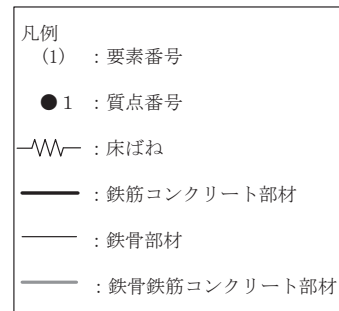 凡例
(1) :要素番号
●1 :質点番号
:床ばね
:鉄筋コンクリート部材
:鉄骨部材
:鉄骨鉄筋コンクリート部材